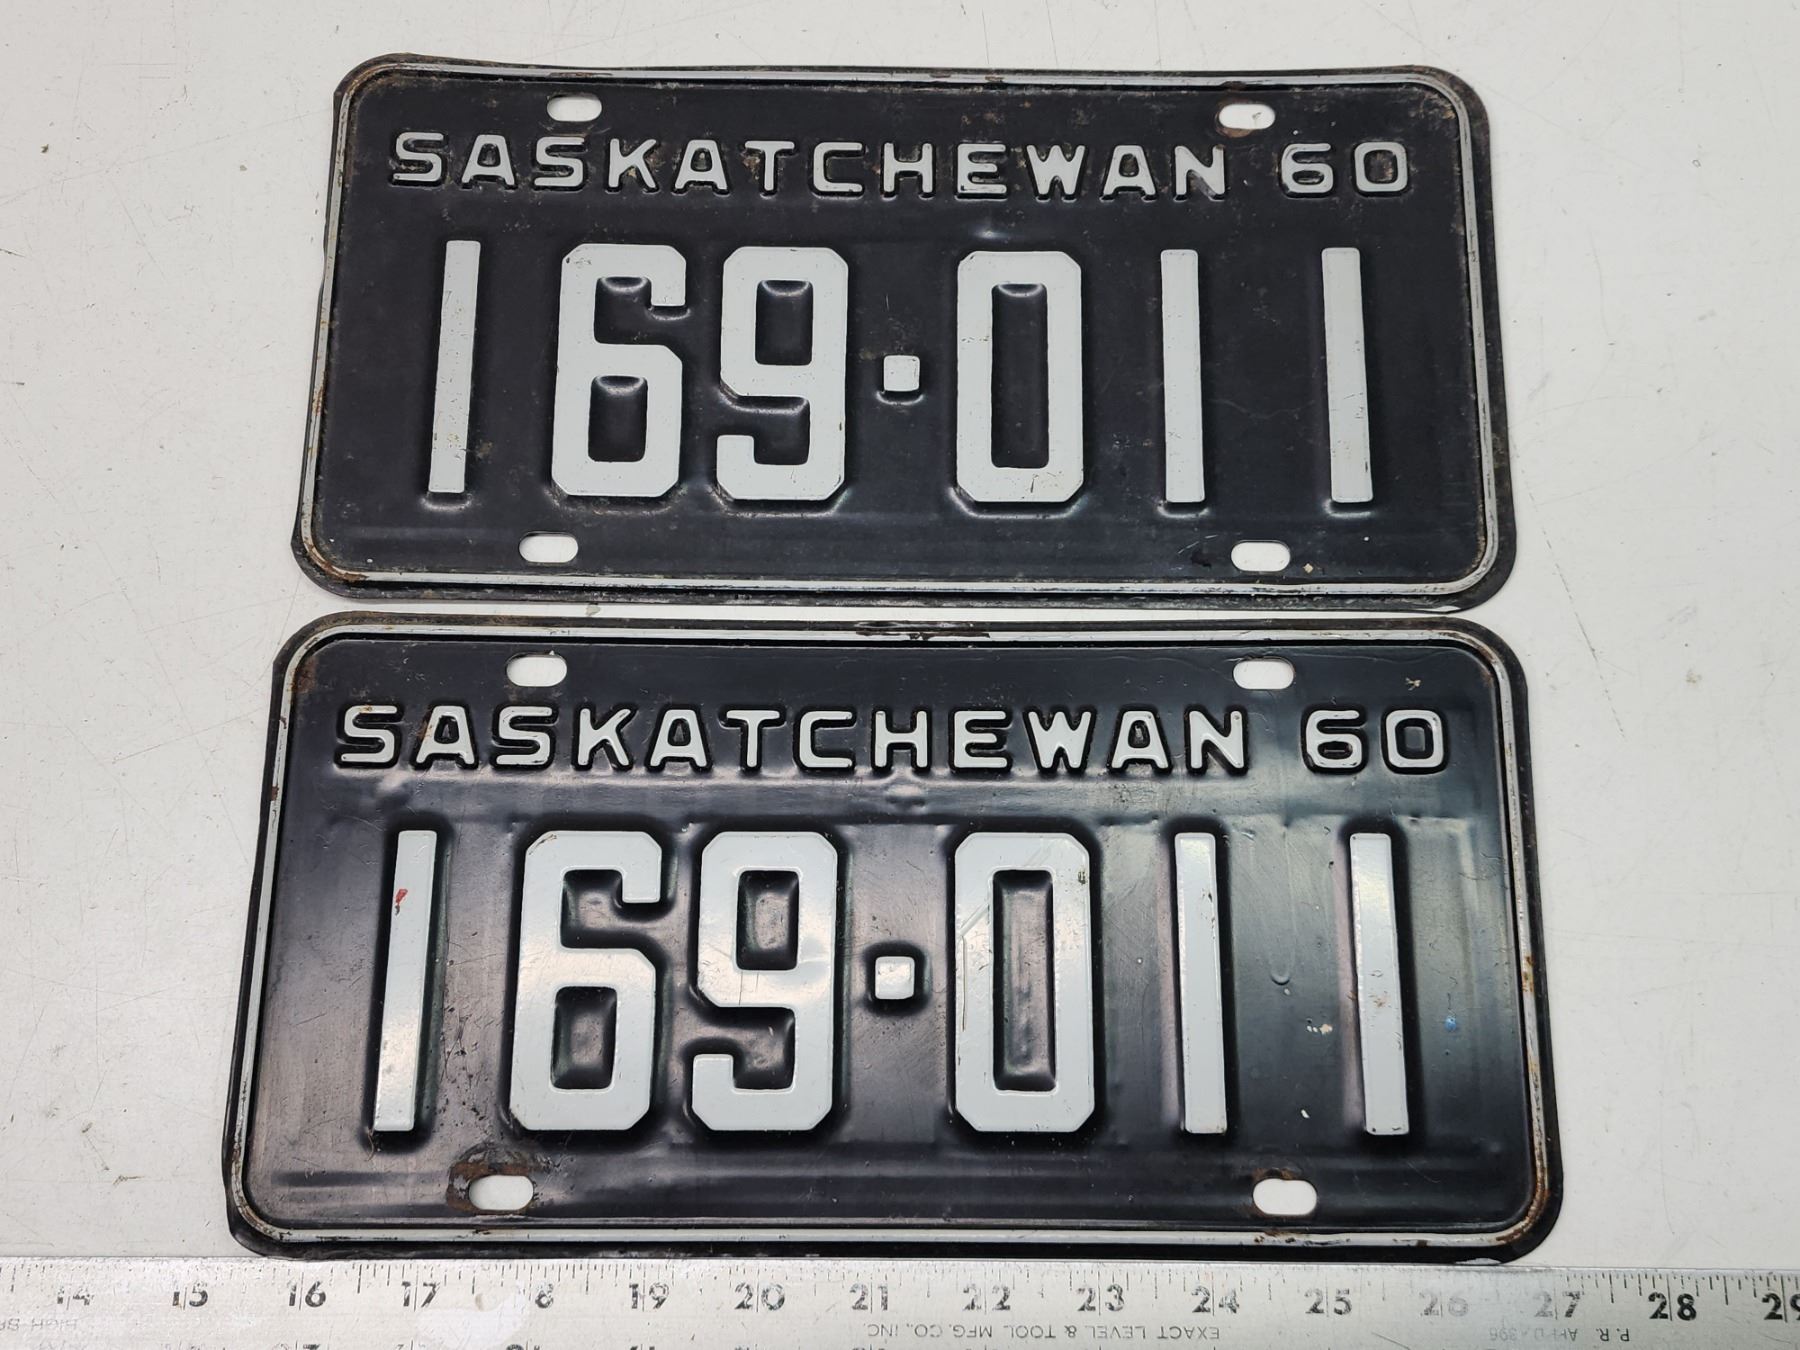 SASKATCHEWAN 60
169·011
SASKATCHEWAN 60
169·011
14 15 16 17 18 19 20 21 22 23 24 25 26 27 28 29
EXACT LEVEL & TOOL MFG. CO., INC